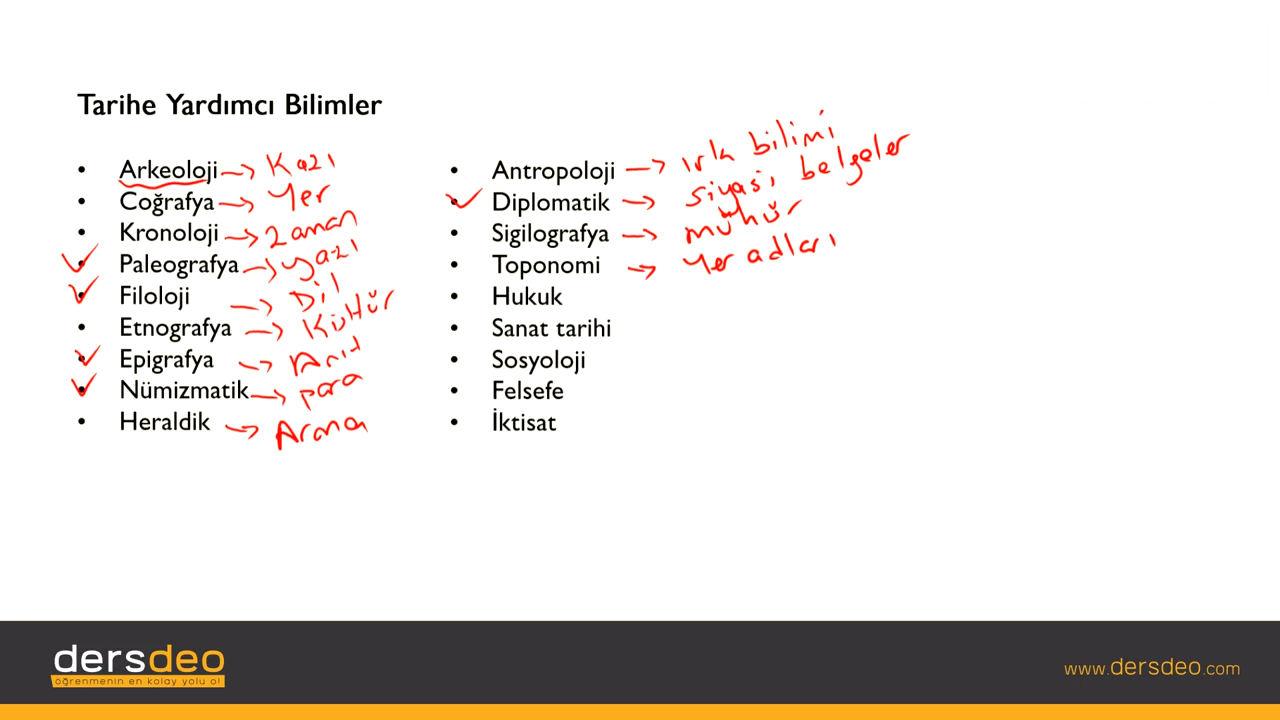 Tarihe Yardımcı Bilimler
• Arkeoloji → Kazı
• Coğrafya → Yer
• Kronoloji → Zaman
• Paleografya → yazı
• Filoloji → Dil
• Etnografya → Kültür
• Epigrafya → Anıt
• Nümizmatik → para
• Heraldik → Arma
• Antropoloji → ırk bilimi
• Diplomatik → siyasi belgeler
• Sigilografya → mühür
• Toponomi → Yer adları
• Hukuk
• Sanat tarihi
• Sosyoloji
• Felsefe
• İktisat
dersdeo
öğrenmenin en kolay yolu o!
www.dersdeo.com